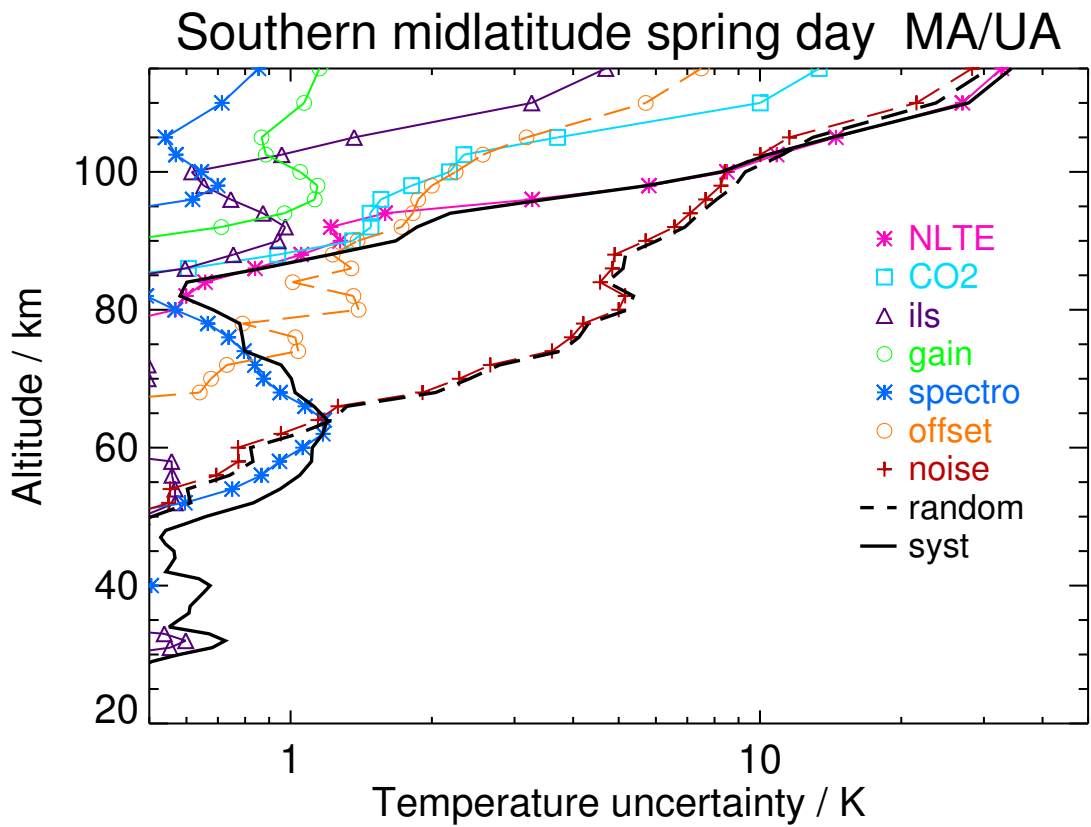 Southern midlatitude spring day MA/UA
Altitude / km
100
80
60
40
20
1
10
Temperature uncertainty / K
NLTE
CO2
ils
gain
spectro
offset
noise
random
syst